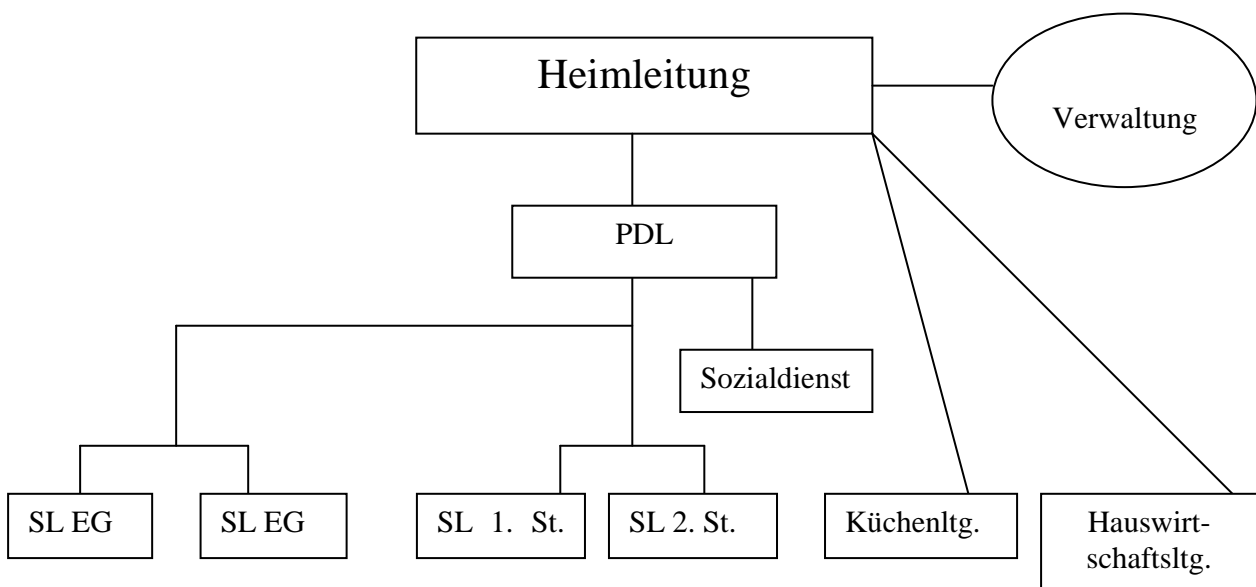 Heimleitung
Verwaltung
PDL
Sozialdienst
SL EG
SL EG
SL 1. St.
SL 2. St.
Küchenltg.
Hauswirt-
schaftsltg.